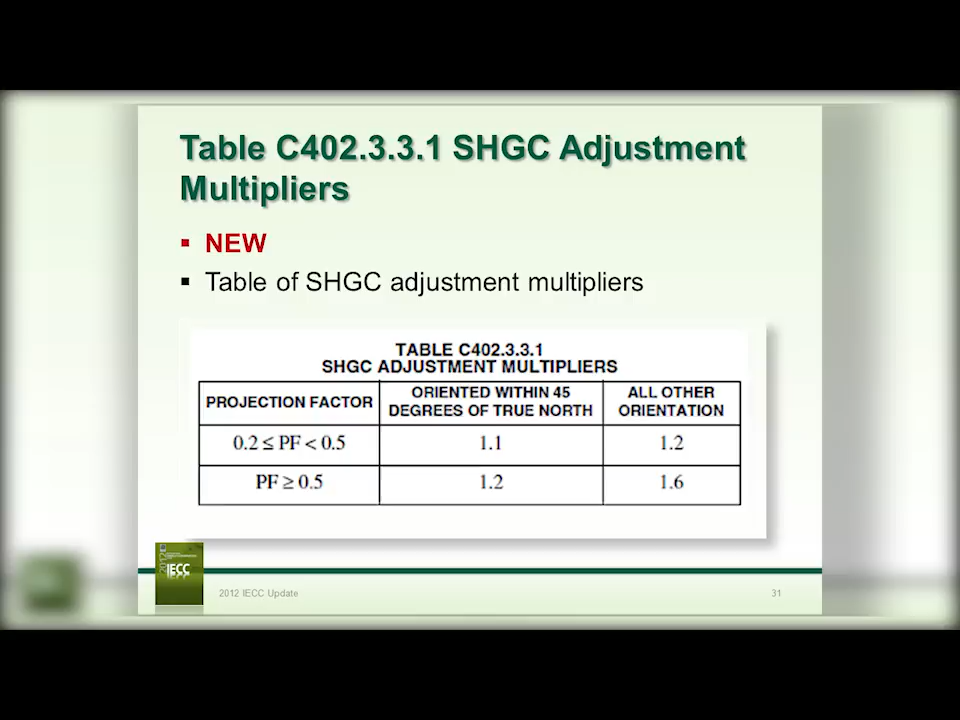 Table C402.3.3.1 SHGC Adjustment
Multipliers
▪ NEW
▪ Table of SHGC adjustment multipliers
TABLE C402.3.3.1
SHGC ADJUSTMENT MULTIPLIERS
PROJECTION FACTOR | ORIENTED WITHIN 45 DEGREES OF TRUE NORTH | ALL OTHER ORIENTATION
0.2 ≤ PF < 0.5 | 1.1 | 1.2
PF ≥ 0.5 | 1.2 | 1.6
2012
IECC
2012 IECC Update
31